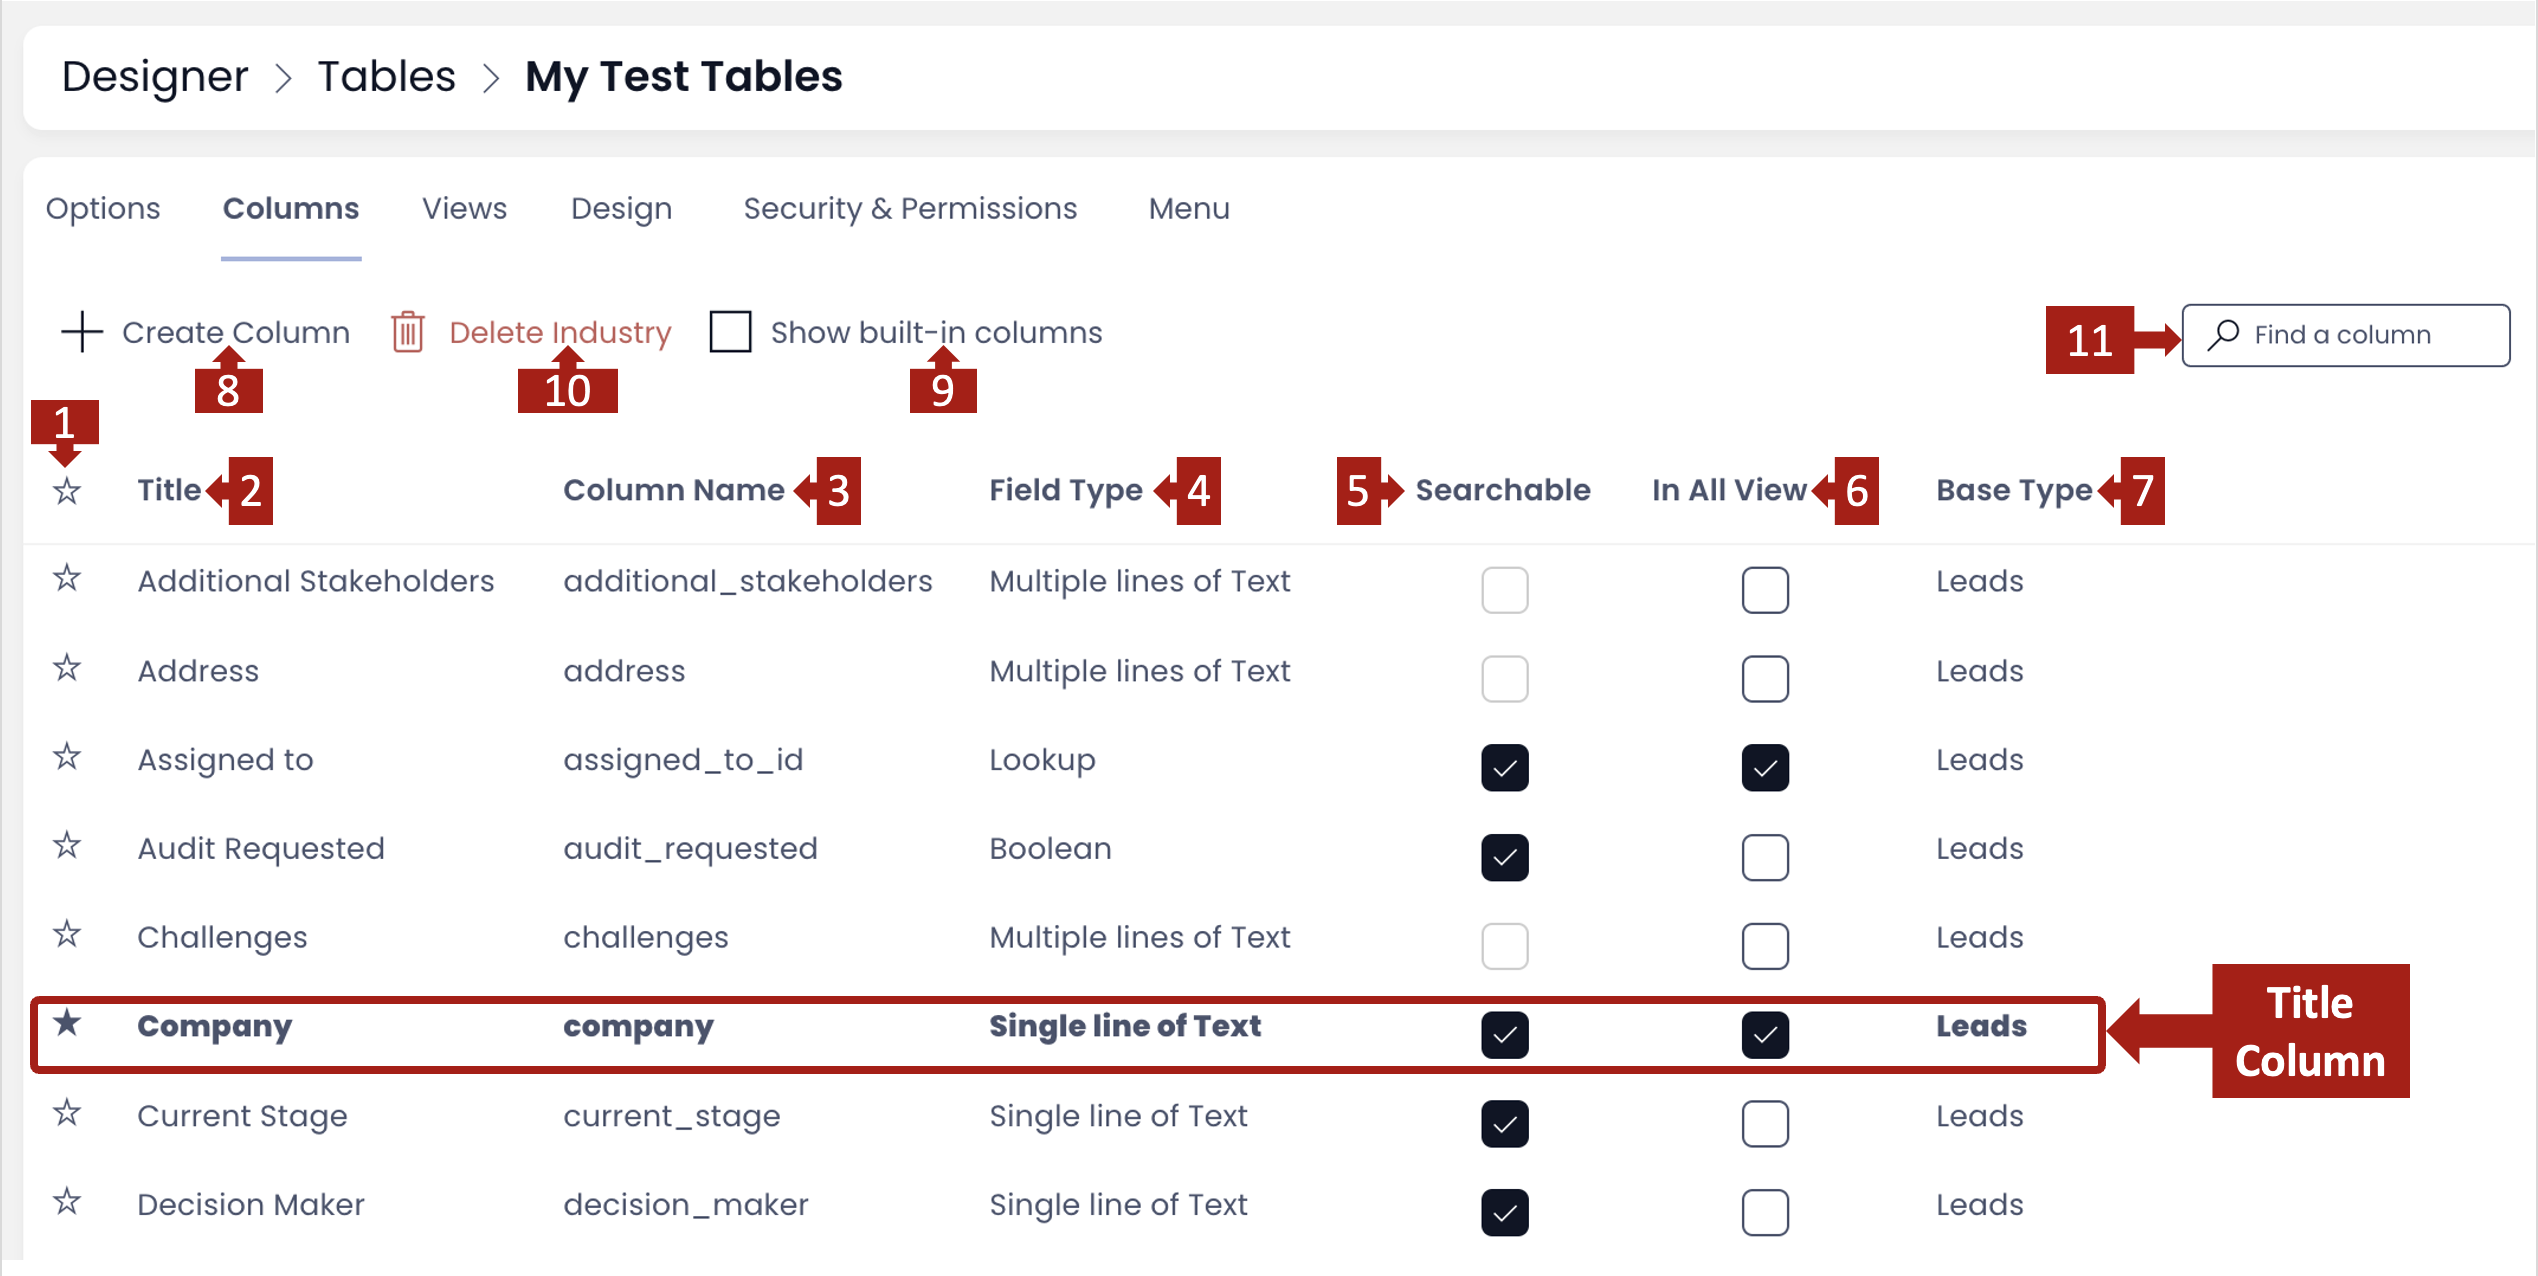 Designer > Tables > My Test Tables
Options Columns Views Design Security & Permissions Menu
Create Column Delete Industry Show built-in columns 11 Find a column
8 10 9
1
Title 2 Column Name 3 Field Type 4 5 Searchable In All View 6 Base Type 7
Additional Stakeholders additional_stakeholders Multiple lines of Text Leads
Address address Multiple lines of Text Leads
Assigned to assigned_to_id Lookup Leads
Audit Requested audit_requested Boolean Leads
Challenges challenges Multiple lines of Text Leads
Company company Single line of Text Leads
Title
Column
Current Stage current_stage Single line of Text Leads
Decision Maker decision_maker Single line of Text Leads